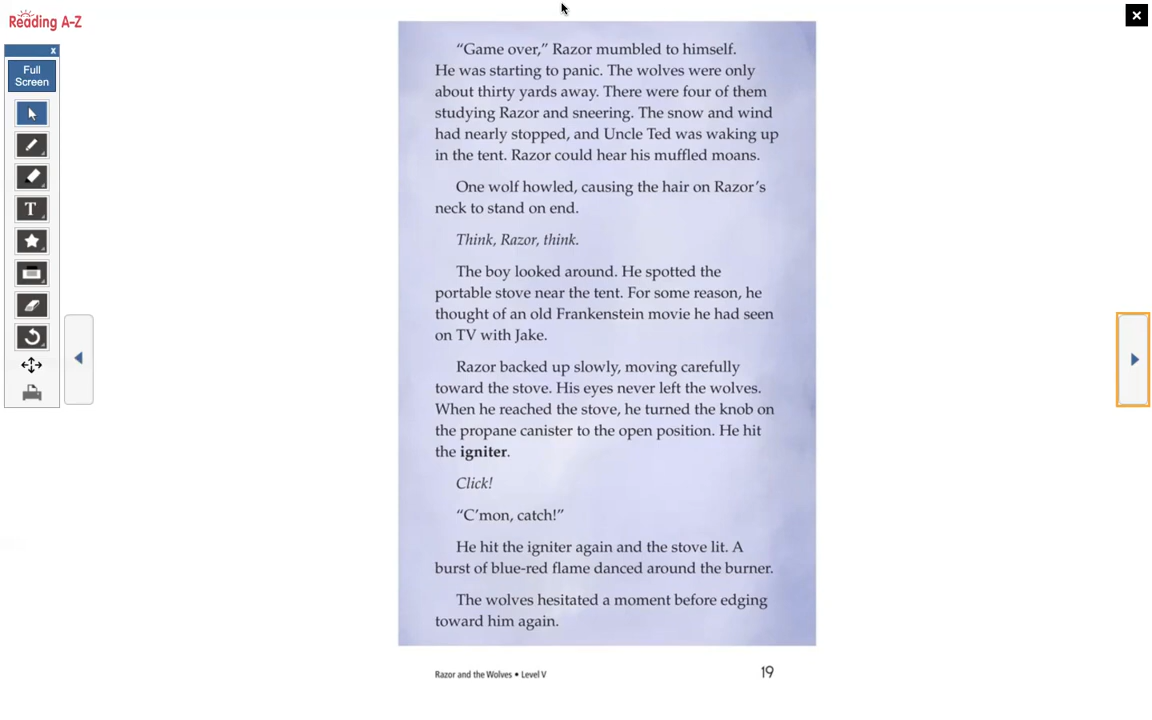 Reading A-Z
x
Full
Screen
T
“Game over,” Razor mumbled to himself.
He was starting to panic. The wolves were only
about thirty yards away. There were four of them
studying Razor and sneering. The snow and wind
had nearly stopped, and Uncle Ted was waking up
in the tent. Razor could hear his muffled moans.
One wolf howled, causing the hair on Razor’s
neck to stand on end.
Think, Razor, think.
The boy looked around. He spotted the
portable stove near the tent. For some reason, he
thought of an old Frankenstein movie he had seen
on TV with Jake.
Razor backed up slowly, moving carefully
toward the stove. His eyes never left the wolves.
When he reached the stove, he turned the knob on
the propane canister to the open position. He hit
the igniter.
Click!
“C’mon, catch!”
He hit the igniter again and the stove lit. A
burst of blue-red flame danced around the burner.
The wolves hesitated a moment before edging
toward him again.
Razor and the Wolves • Level V
19